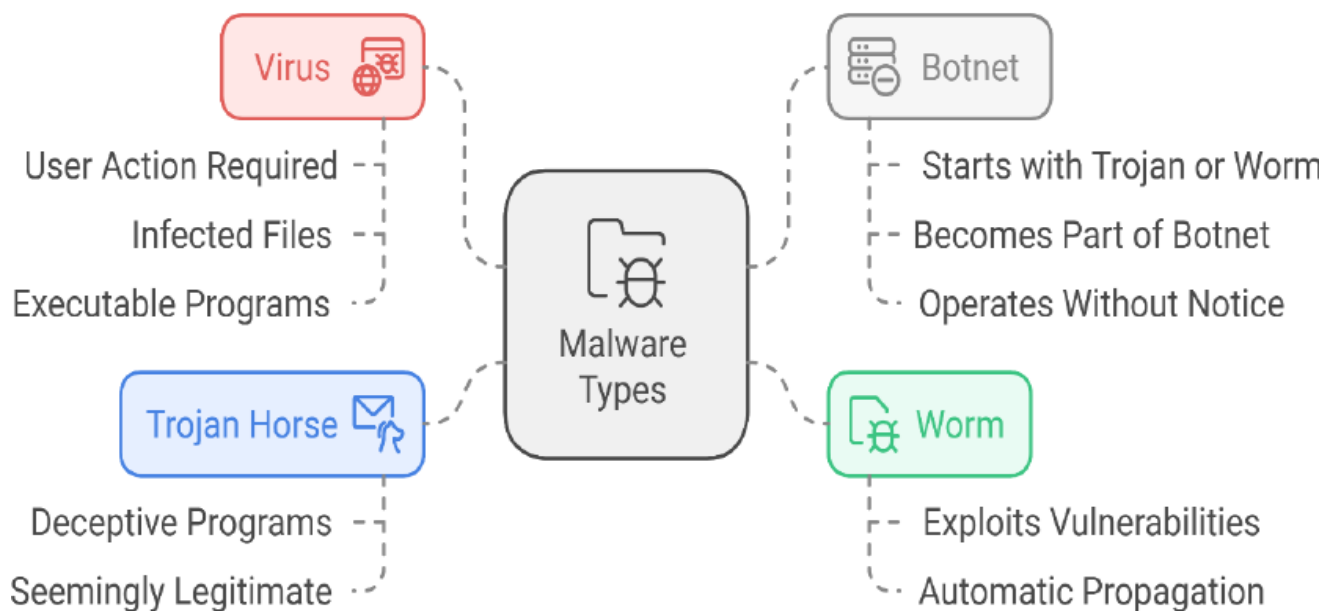 Virus
User Action Required
Infected Files
Executable Programs
Trojan Horse
Deceptive Programs
Seemingly Legitimate
Malware
Types
Botnet
Starts with Trojan or Worm
Becomes Part of Botnet
Operates Without Notice
Worm
Exploits Vulnerabilities
Automatic Propagation